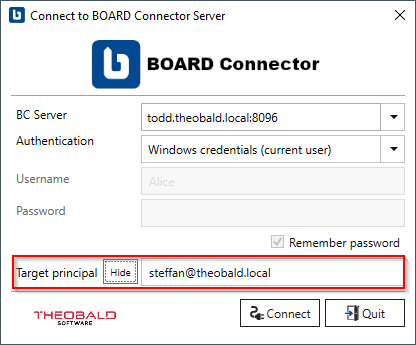 Connect to BOARD Connector Server
BOARD Connector
BC Server
todd.theobald.local:8096
Authentication
Windows credentials (current user)
Username
Alice
Password
Remember password
Target principal Hide steffan@theobald.local
THEOBALD
SOFTWARE
Connect
Quit